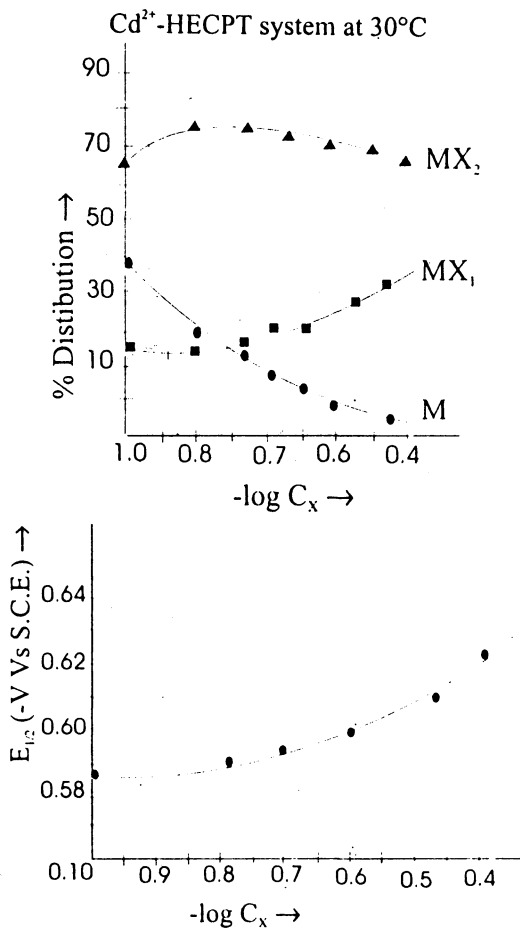 Cd²⁺-HECPT system at 30°C
90
70
50
30
10
% Distibution →
MX₂
MX₁
M
1.0 0.8 0.7 0.6 0.5 0.4
-log Cₓ →
E₁/₂ (-V Vs S.C.E.) →
0.64
0.62
0.60
0.58
0.10 0.9 0.8 0.7 0.6 0.5 0.4
-log Cₓ →